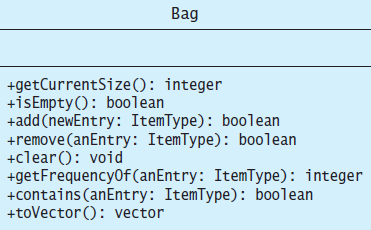 Bag
+getCurrentSize(): integer
+isEmpty(): boolean
+add(newEntry: ItemType): boolean
+remove(anEntry: ItemType): boolean
+clear(): void
+getFrequencyOf(anEntry: ItemType): integer
+contains(anEntry: ItemType): boolean
+toVector(): vector